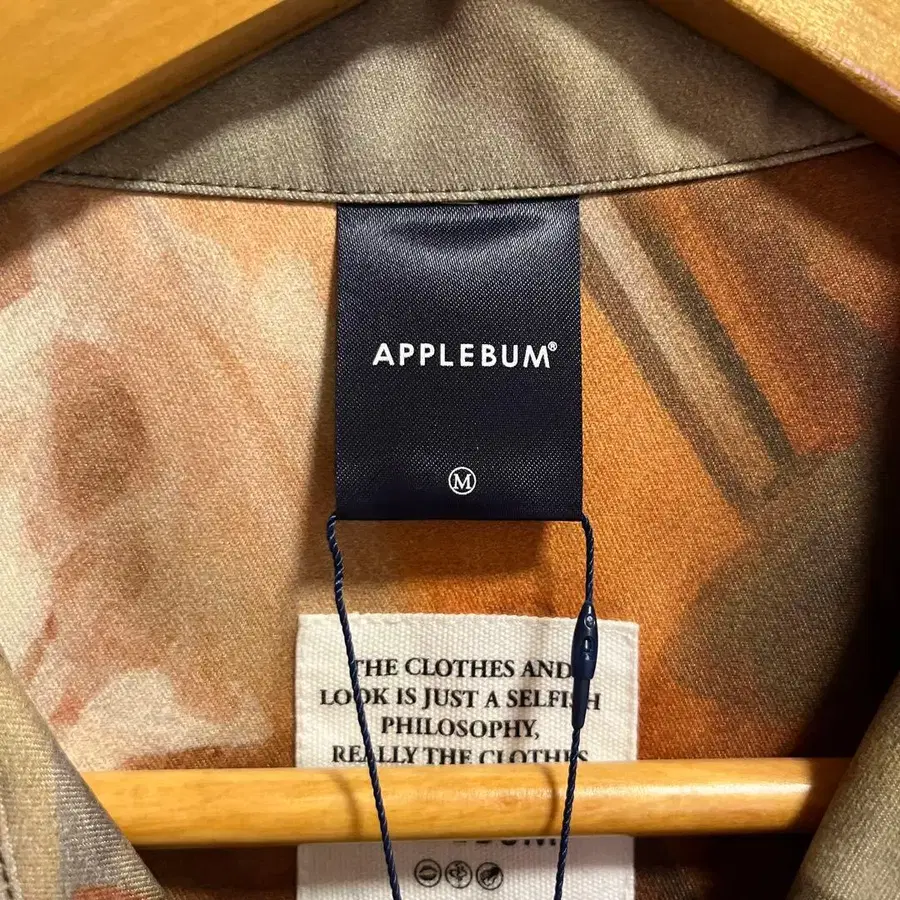 APPLEBUM®
M
THE CLOTHES AND
LOOK IS JUST A SELFISH
PHILOSOPHY,
REALLY THE CLOTHES